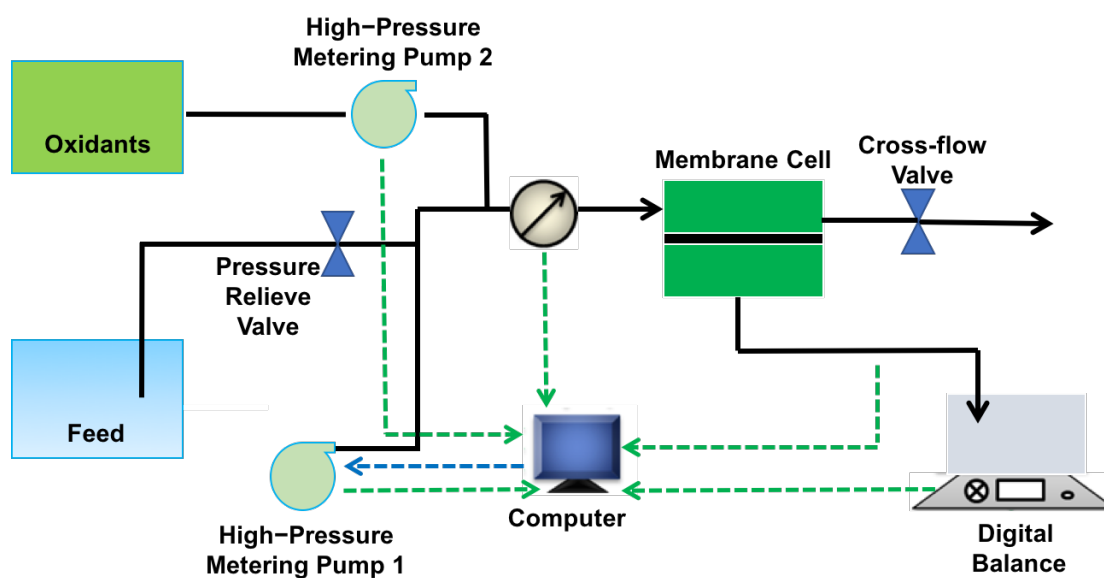 High−Pressure
Metering Pump 2
Oxidants
Membrane Cell
Cross-flow
Valve
Pressure
Relieve
Valve
Feed
High−Pressure
Metering Pump 1
Computer
Digital
Balance